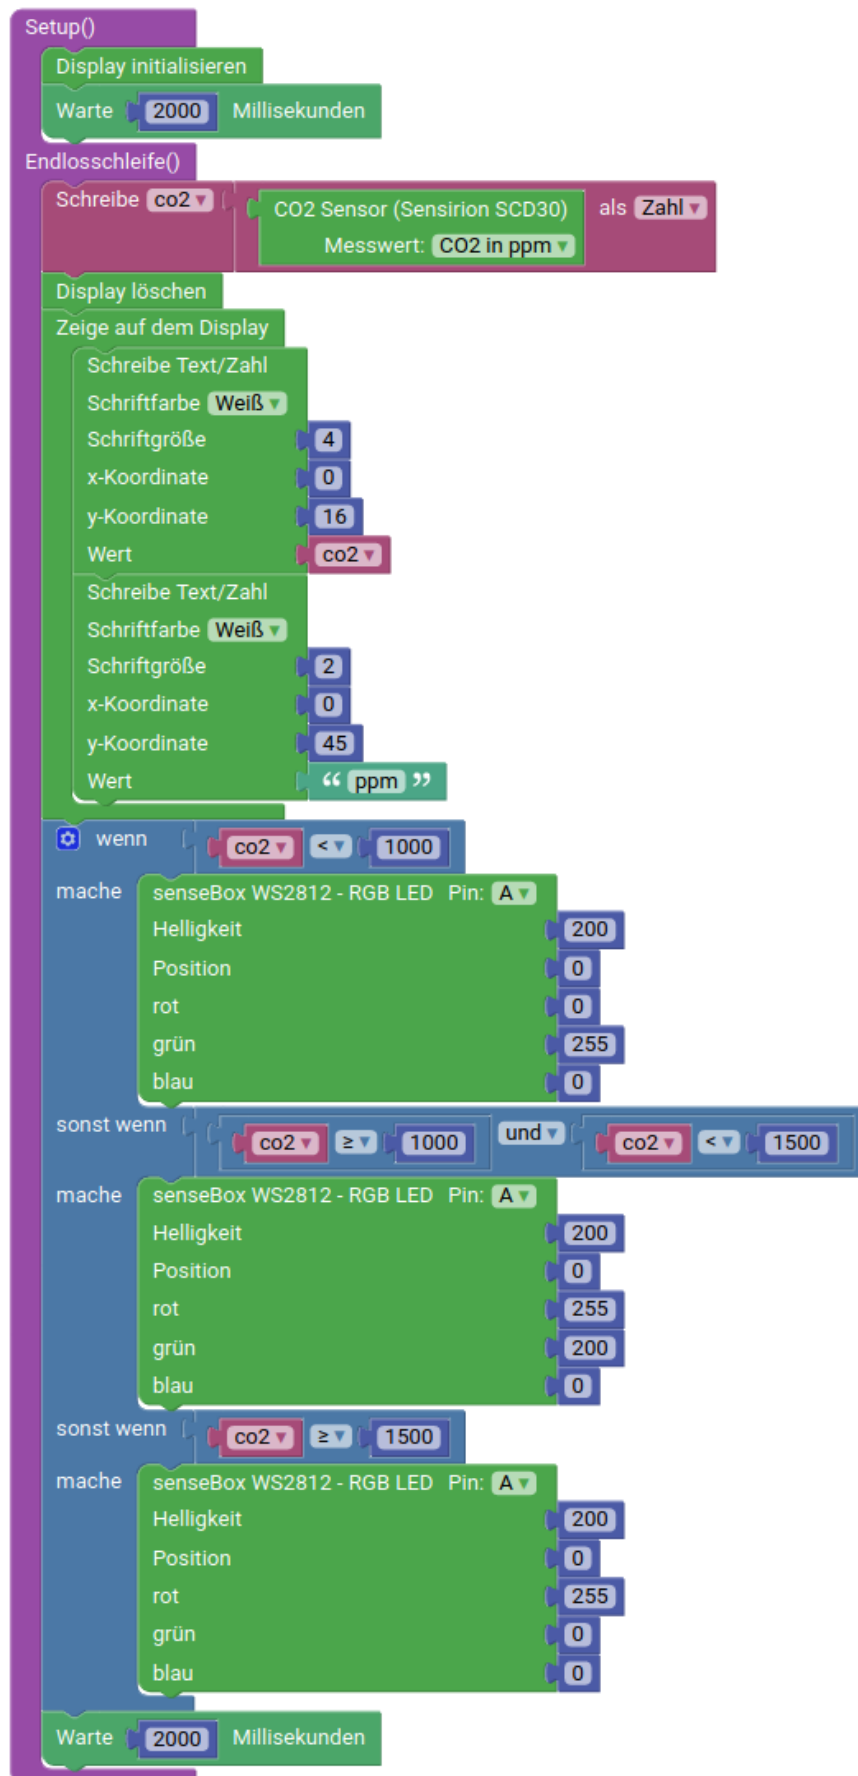 Setup()
Display initialisieren
Warte 2000 Millisekunden
Endlosschleife()
Schreibe co2 ▾ CO2 Sensor (Sensirion SCD30) als Zahl ▾
Messwert: CO2 in ppm ▾
Display löschen
Zeige auf dem Display
Schreibe Text/Zahl
Schriftfarbe Weiß ▾
Schriftgröße 4
x-Koordinate 0
y-Koordinate 16
Wert co2 ▾
Schreibe Text/Zahl
Schriftfarbe Weiß ▾
Schriftgröße 2
x-Koordinate 0
y-Koordinate 45
Wert “ ppm ”
wenn co2 ▾ < ▾ 1000
mache senseBox WS2812 - RGB LED Pin: A ▾
Helligkeit 200
Position 0
rot 0
grün 255
blau 0
sonst wenn co2 ▾ ≥ ▾ 1000 und ▾ co2 ▾ < ▾ 1500
mache senseBox WS2812 - RGB LED Pin: A ▾
Helligkeit 200
Position 0
rot 255
grün 200
blau 0
sonst wenn co2 ▾ ≥ ▾ 1500
mache senseBox WS2812 - RGB LED Pin: A ▾
Helligkeit 200
Position 0
rot 255
grün 0
blau 0
Warte 2000 Millisekunden